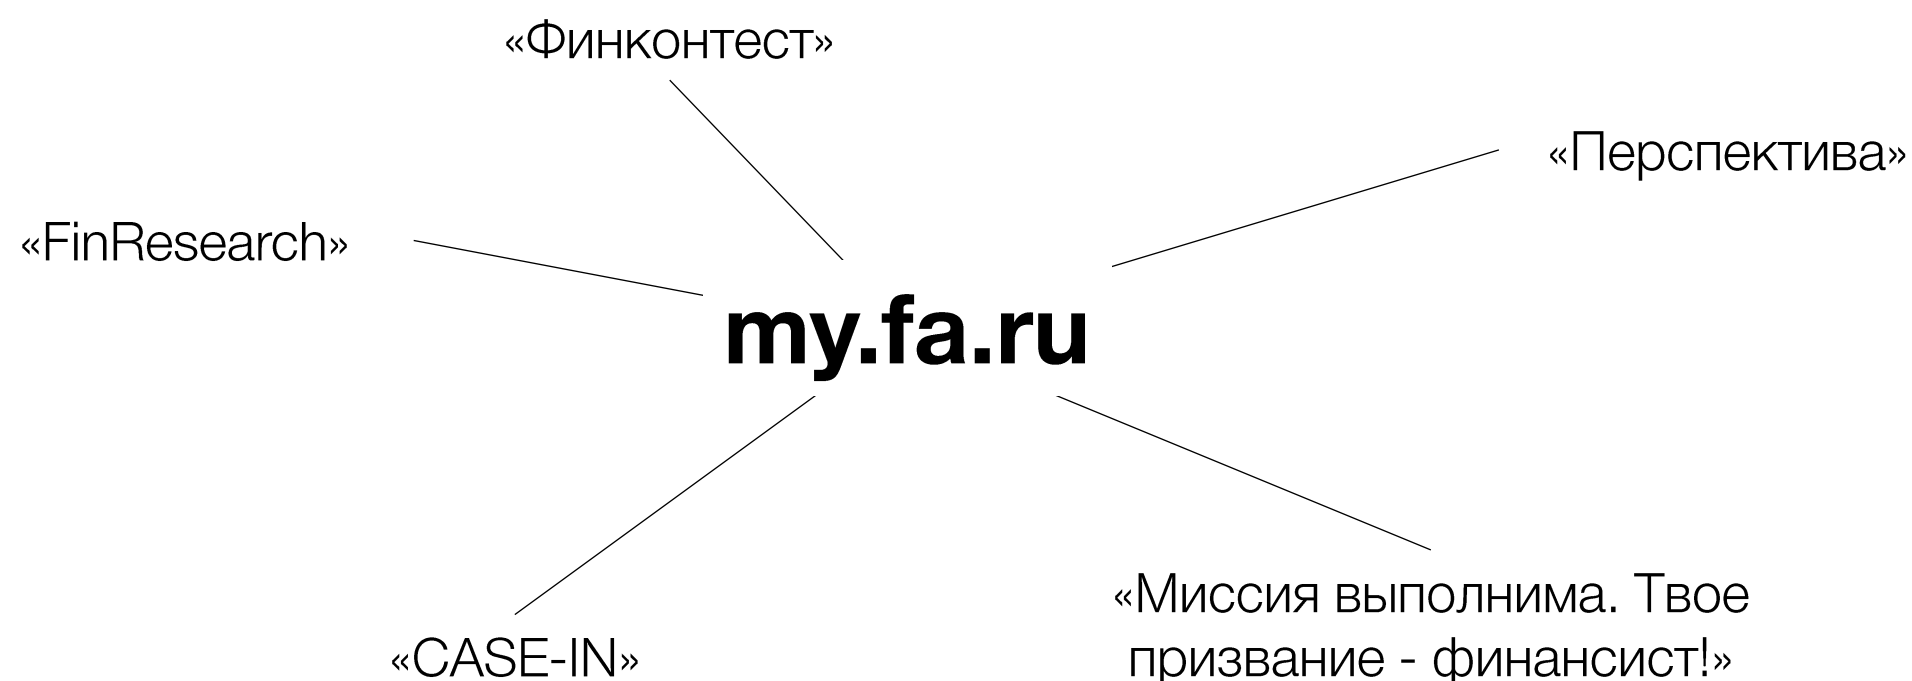 «Финконтест»
«Перспектива»
«FinResearch»
my.fa.ru
«Миссия выполнима. Твое
призвание - финансист!»
«CASE-IN»